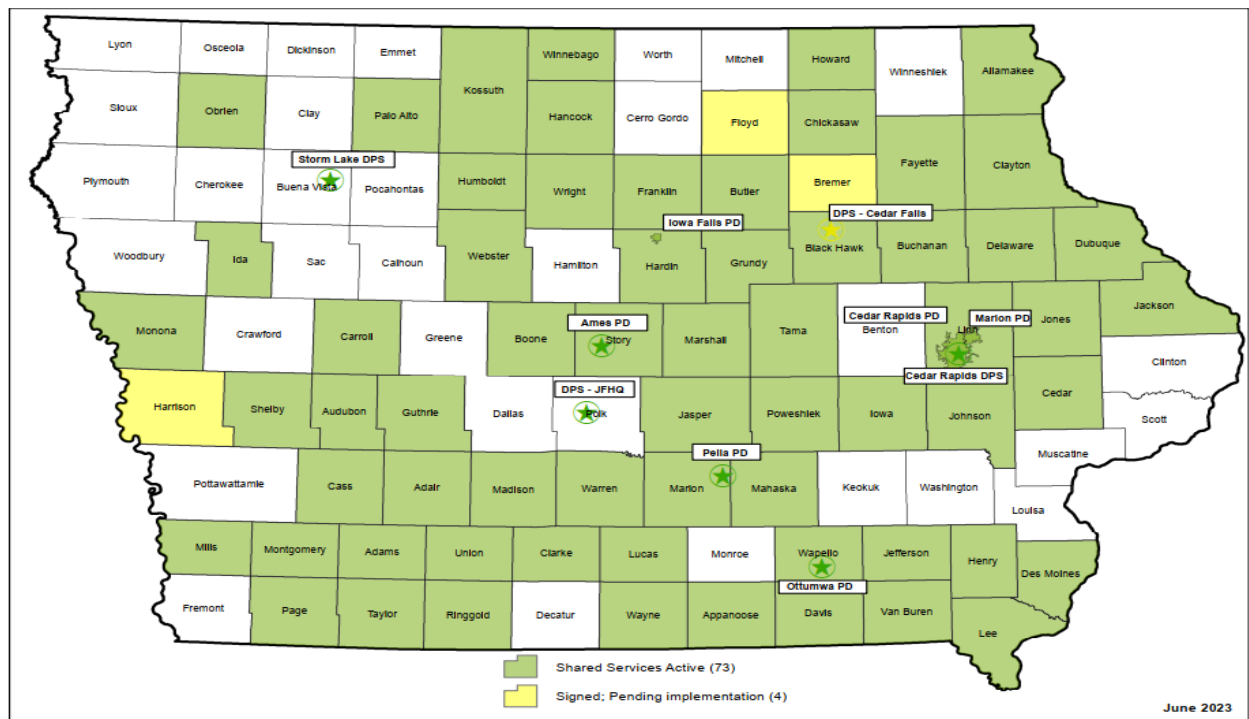 Lyon
Osceola
Dickinson
Emmet
Winnebago
Worth
Mitchell
Howard
Winneshiek
Allamakee
Kossuth
Sioux
Obrien
Clay
Palo Alto
Hancock
Cerro Gordo
Floyd
Chickasaw
Storm Lake DPS
Fayette
Clayton
Plymouth
Cherokee
Buena Vista
Pocahontas
Humboldt
Wright
Franklin
Butler
Bremer
Iowa Falls PD
DPS - Cedar Falls
Woodbury
Ida
Sac
Calhoun
Webster
Hamilton
Hardin
Grundy
Black Hawk
Buchanan
Delaware
Dubuque
Monona
Crawford
Carroll
Greene
Boone
Ames PD
Story
Marshall
Tama
Cedar Rapids PD
Benton
Marion PD
Linn
Jones
Jackson
Clinton
Cedar Rapids DPS
Harrison
Shelby
Audubon
Guthrie
Dallas
DPS - JFHQ
Polk
Jasper
Poweshiek
Iowa
Johnson
Cedar
Scott
Pella PD
Muscatine
Pottawattamie
Cass
Adair
Madison
Warren
Marion
Mahaska
Keokuk
Washington
Louisa
Mills
Montgomery
Adams
Union
Clarke
Lucas
Monroe
Wapello
Jefferson
Henry
Des Moines
Ottumwa PD
Fremont
Page
Taylor
Ringgold
Decatur
Wayne
Appanoose
Davis
Van Buren
Lee
Shared Services Active (73)
Signed; Pending implementation (4)
June 2023